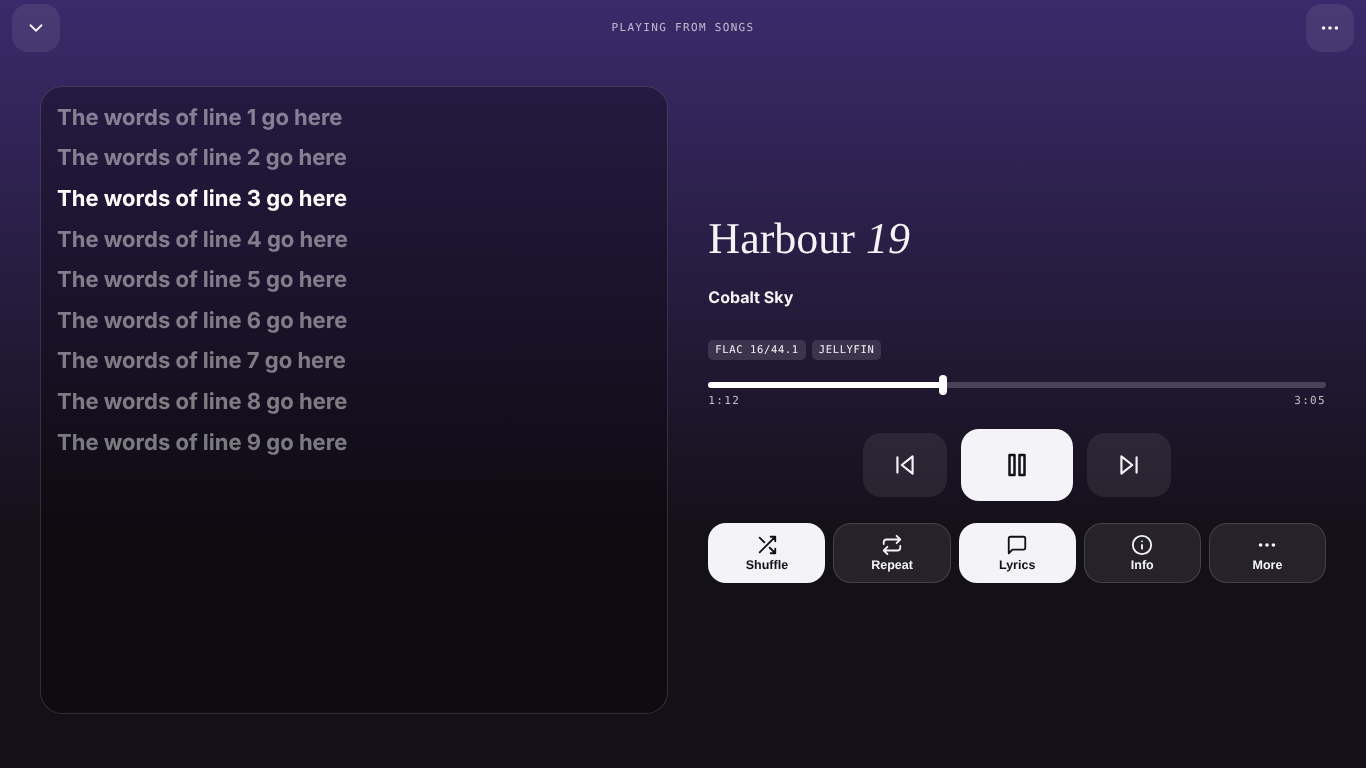 PLAYING FROM SONGS
The words of line 1 go here
The words of line 2 go here
The words of line 3 go here
The words of line 4 go here
The words of line 5 go here
The words of line 6 go here
The words of line 7 go here
The words of line 8 go here
The words of line 9 go here
Harbour 19
Cobalt Sky
FLAC 16/44.1 JELLYFIN
1:12 3:05
Shuffle Repeat Lyrics Info More